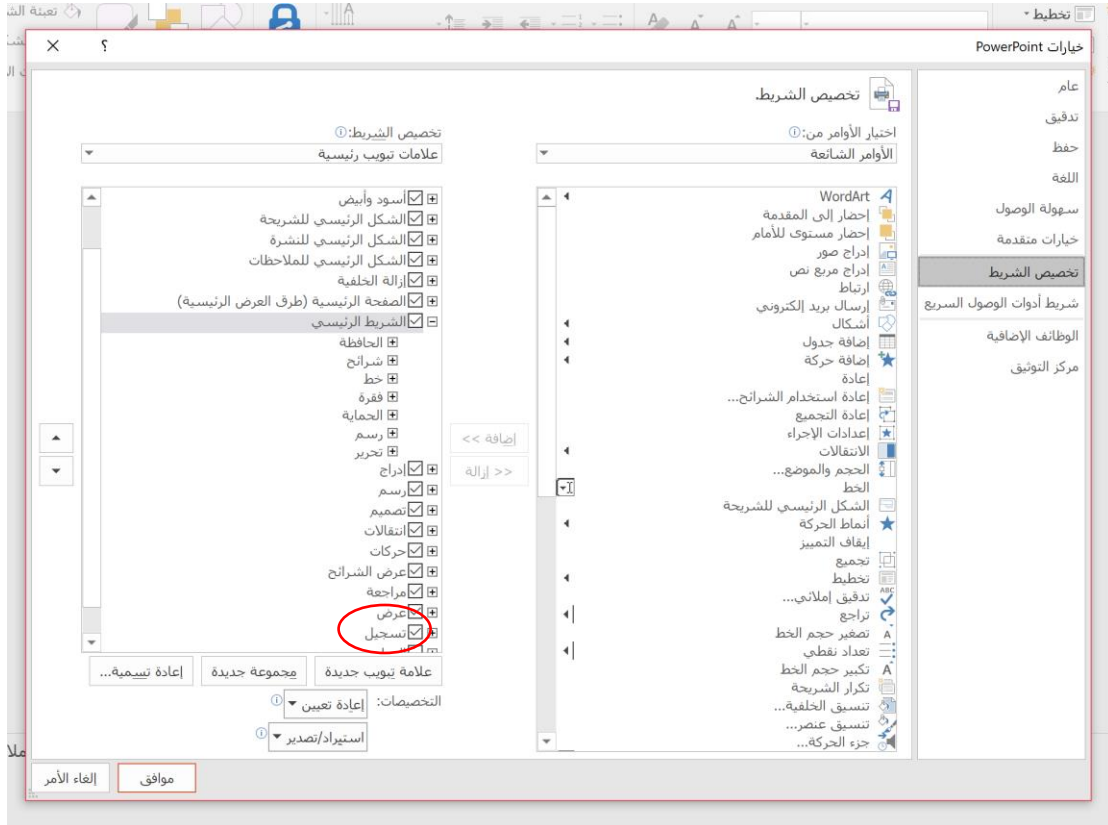 تخطيط
تعبئة
خيارات PowerPoint
؟
عام
تدقيق
حفظ
اللغة
سهولة الوصول
خيارات متقدمة
تخصيص الشريط
شريط أدوات الوصول السريع
الوظائف الإضافية
مركز التوثيق
تخصيص الشريط.
اختيار الأوامر من:
الأوامر الشائعة
WordArt
إحضار إلى المقدمة
إحضار مستوى للأمام
إدراج صور
إدراج مربع نص
ارتباط
إرسال بريد إلكتروني
أشكال
إضافة جدول
إضافة حركة
إعادة
إعادة استخدام الشرائح...
إعادة التجميع
إعدادات الإجراء
الانتقالات
الحجم والموضع...
الخط
الشكل الرئيسي للشريحة
أنماط الحركة
إيقاف التمييز
تجميع
تخطيط
تدقيق إملائي...
تراجع
تصغير حجم الخط
تعداد نقطي
تكبير حجم الخط
تكرار الشريحة
تنسيق الخلفية...
تنسيق عنصر...
جزء الحركة...
إضافة >>
<< إزالة
تخصيص الشريط:
علامات تبويب رئيسية
أسود وأبيض
الشكل الرئيسي للشريحة
الشكل الرئيسي للنشرة
الشكل الرئيسي للملاحظات
إزالة الخلفية
الصفحة الرئيسية (طرق العرض الرئيسية)
الشريط الرئيسي
الحافظة
شرائح
خط
فقرة
الحماية
رسم
تحرير
إدراج
رسم
تصميم
انتقالات
حركات
عرض الشرائح
مراجعة
عرض
تسجيل
علامة تبويب جديدة
مجموعة جديدة
إعادة تسمية...
التخصيصات:
إعادة تعيين
استيراد/تصدير
موافق
إلغاء الأمر